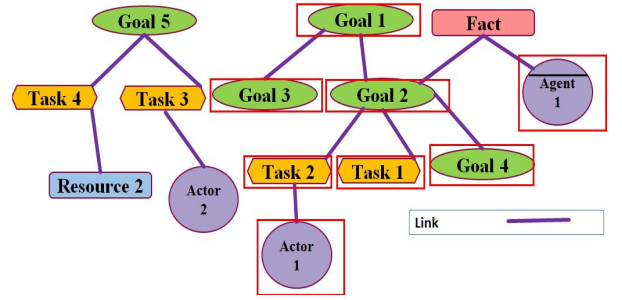 Goal 5
Goal 1
Fact
Task 4
Task 3
Goal 3
Goal 2
Agent
1
Task 2
Task 1
Goal 4
Resource 2
Actor
2
Link
Actor
1